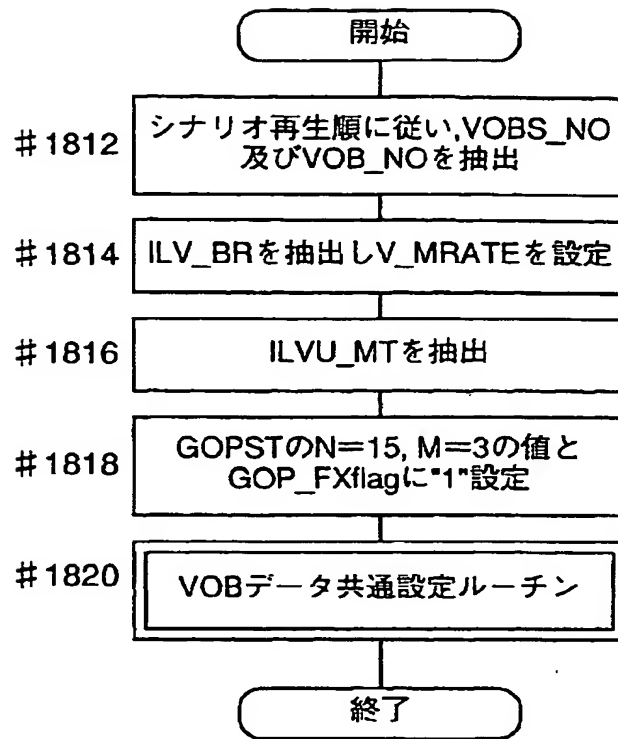 開始
#1812
シナリオ再生順に従い,VOBS_NO
及びVOB_NOを抽出
#1814
ILV_BRを抽出しV_MRATEを設定
#1816
ILVU_MTを抽出
#1818
GOPSTのN=15, M=3の値と
GOP_FXflagに"1"設定
#1820
VOBデータ共通設定ルーチン
終了